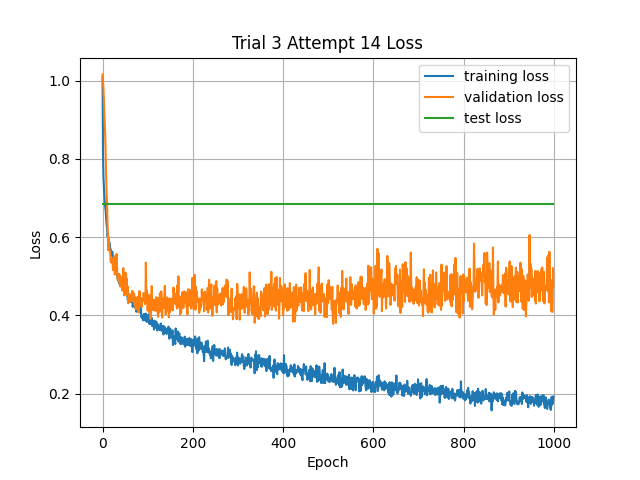 Trial 3 Attempt 14 Loss
training loss
validation loss
test loss
Loss
1.0
0.8
0.6
0.4
0.2
0 200 400 600 800 1000
Epoch